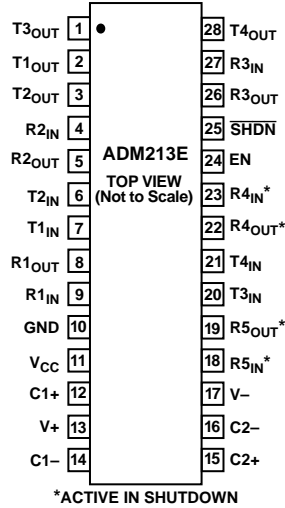 T3OUT 1 28 T4OUT
T1OUT 2 27 R3IN
T2OUT 3 26 R3OUT
R2IN 4 25 SHDN
R2OUT 5 ADM213E 24 EN
T2IN 6 TOP VIEW 23 R4IN*
(Not to Scale)
T1IN 7 22 R4OUT*
R1OUT 8 21 T4IN
R1IN 9 20 T3IN
GND 10 19 R5OUT*
VCC 11 18 R5IN*
C1+ 12 17 V–
V+ 13 16 C2–
C1– 14 15 C2+
*ACTIVE IN SHUTDOWN